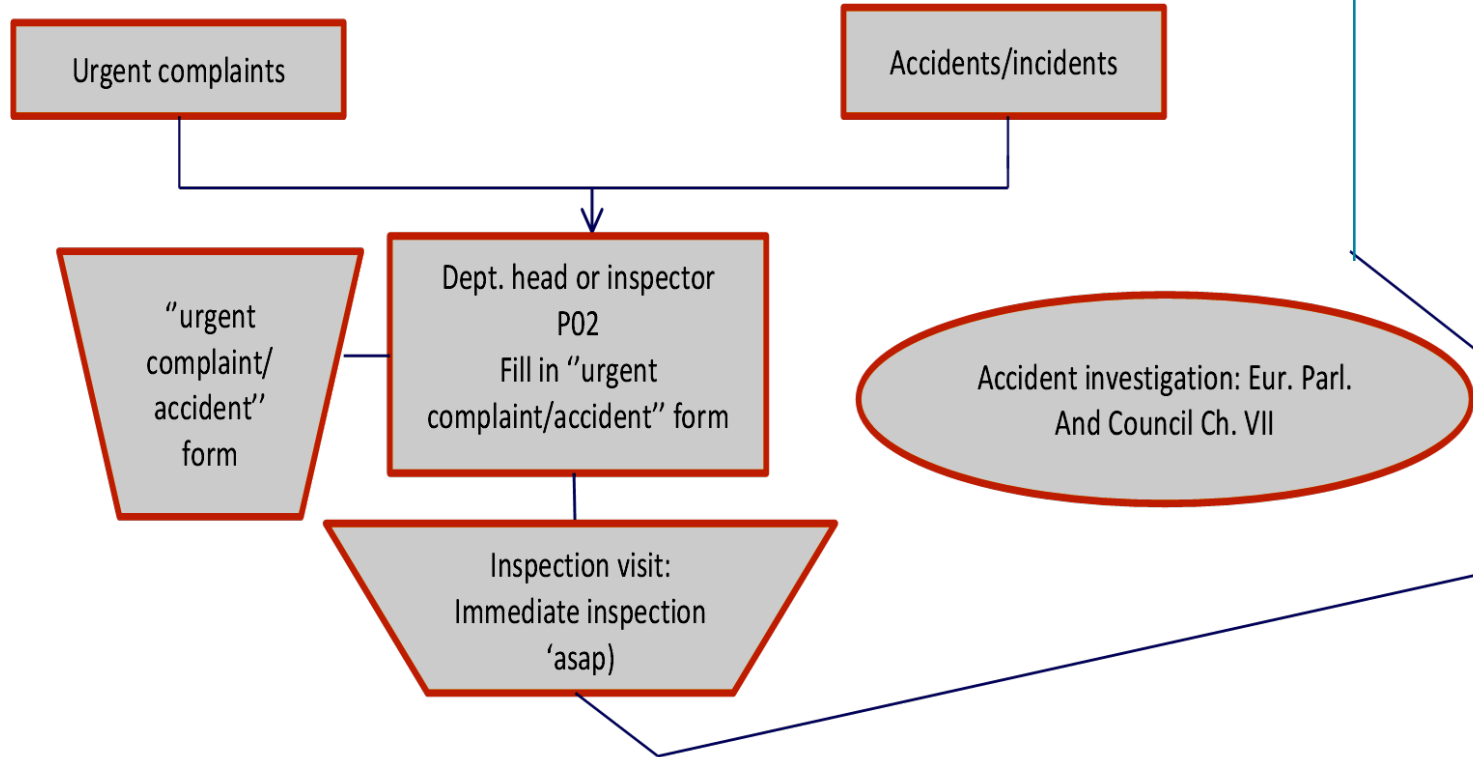 Urgent complaints
Accidents/incidents
‘’urgent
complaint/
accident’’
form
Dept. head or inspector
P02
Fill in ‘’urgent
complaint/accident’’ form
Accident investigation: Eur. Parl.
And Council Ch. VII
Inspection visit:
Immediate inspection
‘asap)